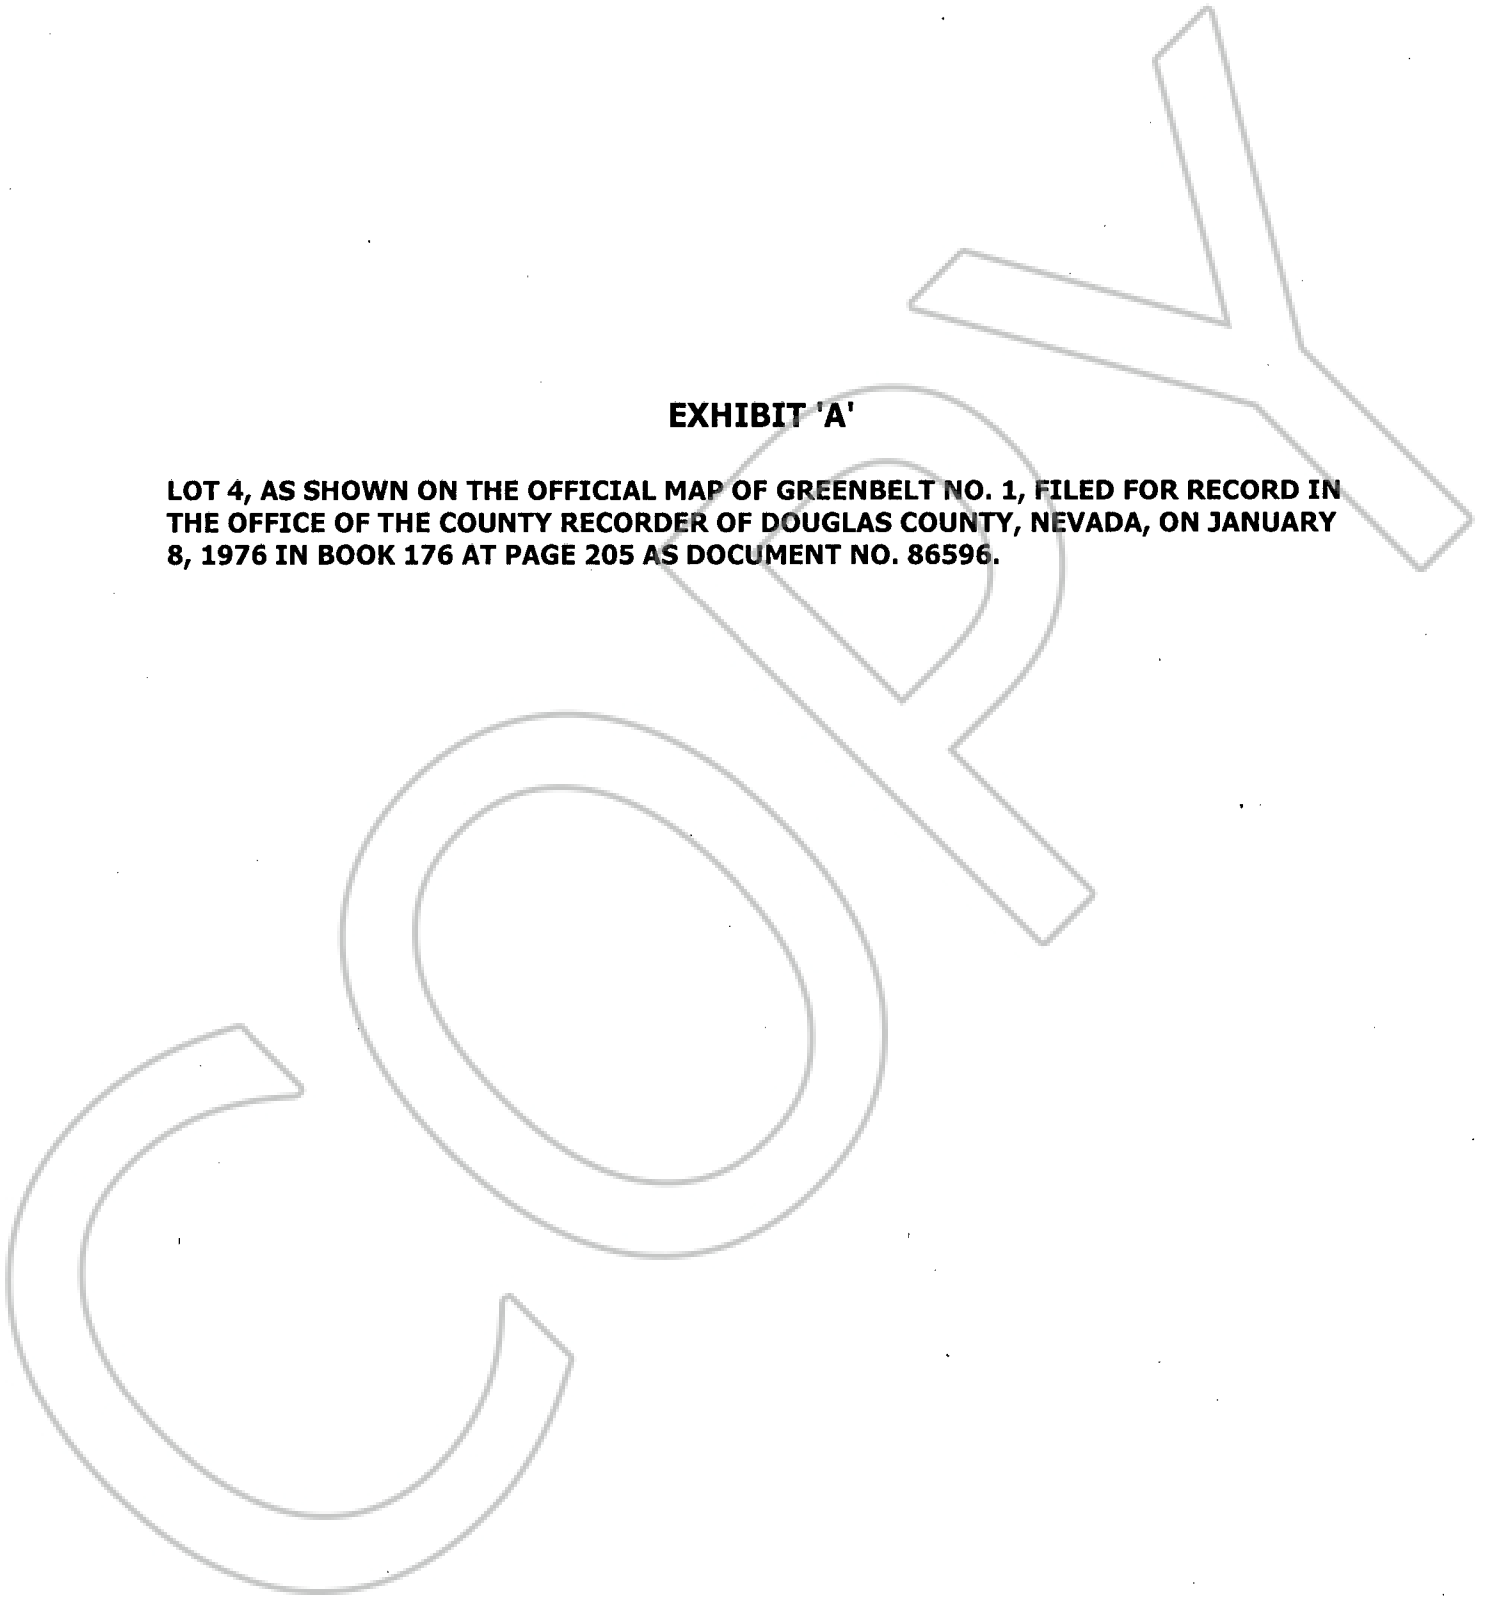 EXHIBIT 'A'
LOT 4, AS SHOWN ON THE OFFICIAL MAP OF GREENBELT NO. 1, FILED FOR RECORD IN
THE OFFICE OF THE COUNTY RECORDER OF DOUGLAS COUNTY, NEVADA, ON JANUARY
8, 1976 IN BOOK 176 AT PAGE 205 AS DOCUMENT NO. 86596.
COPY